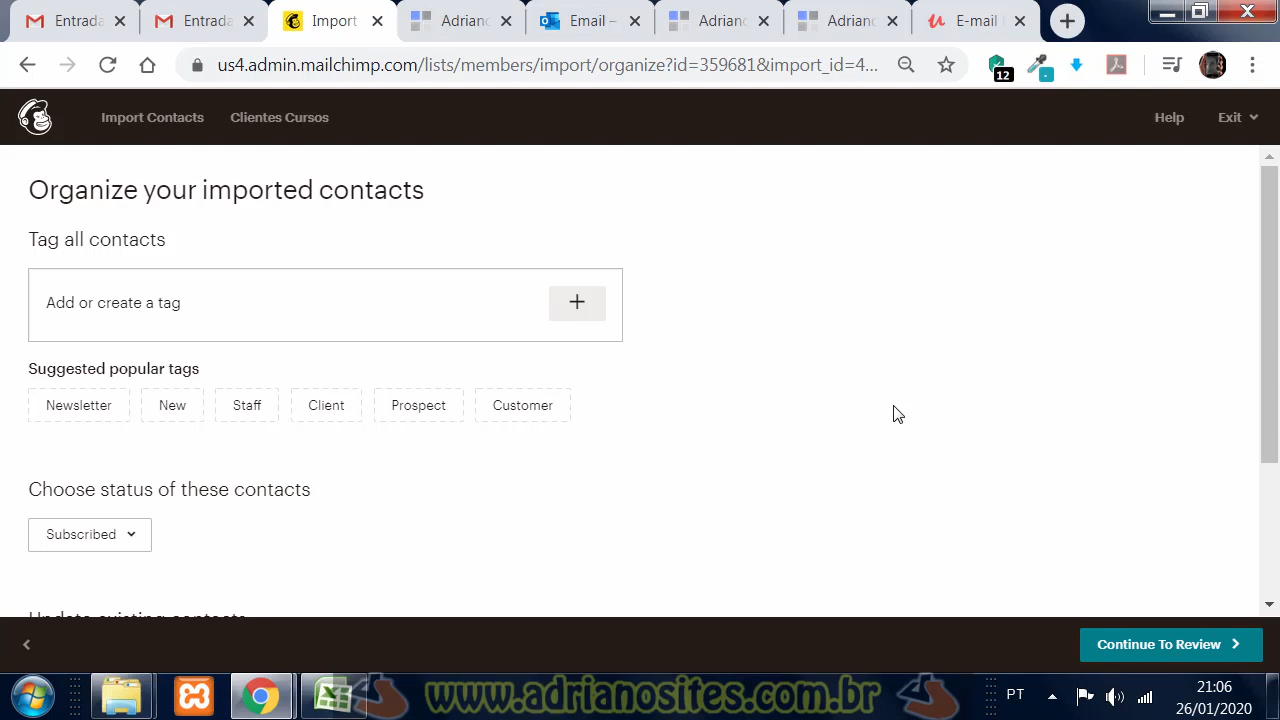 Entrada
Entrada
Import
Adriano
Email –
Adriano
Adriano
E-mail
us4.admin.mailchimp.com/lists/members/import/organize?id=359681&import_id=4...
12
Import Contacts
Clientes Cursos
Help
Exit
Organize your imported contacts
Tag all contacts
Add or create a tag
Suggested popular tags
Newsletter
New
Staff
Client
Prospect
Customer
Choose status of these contacts
Subscribed
Update existing contacts
Continue To Review
www.adrianosites.com.br
PT
21:06
26/01/2020